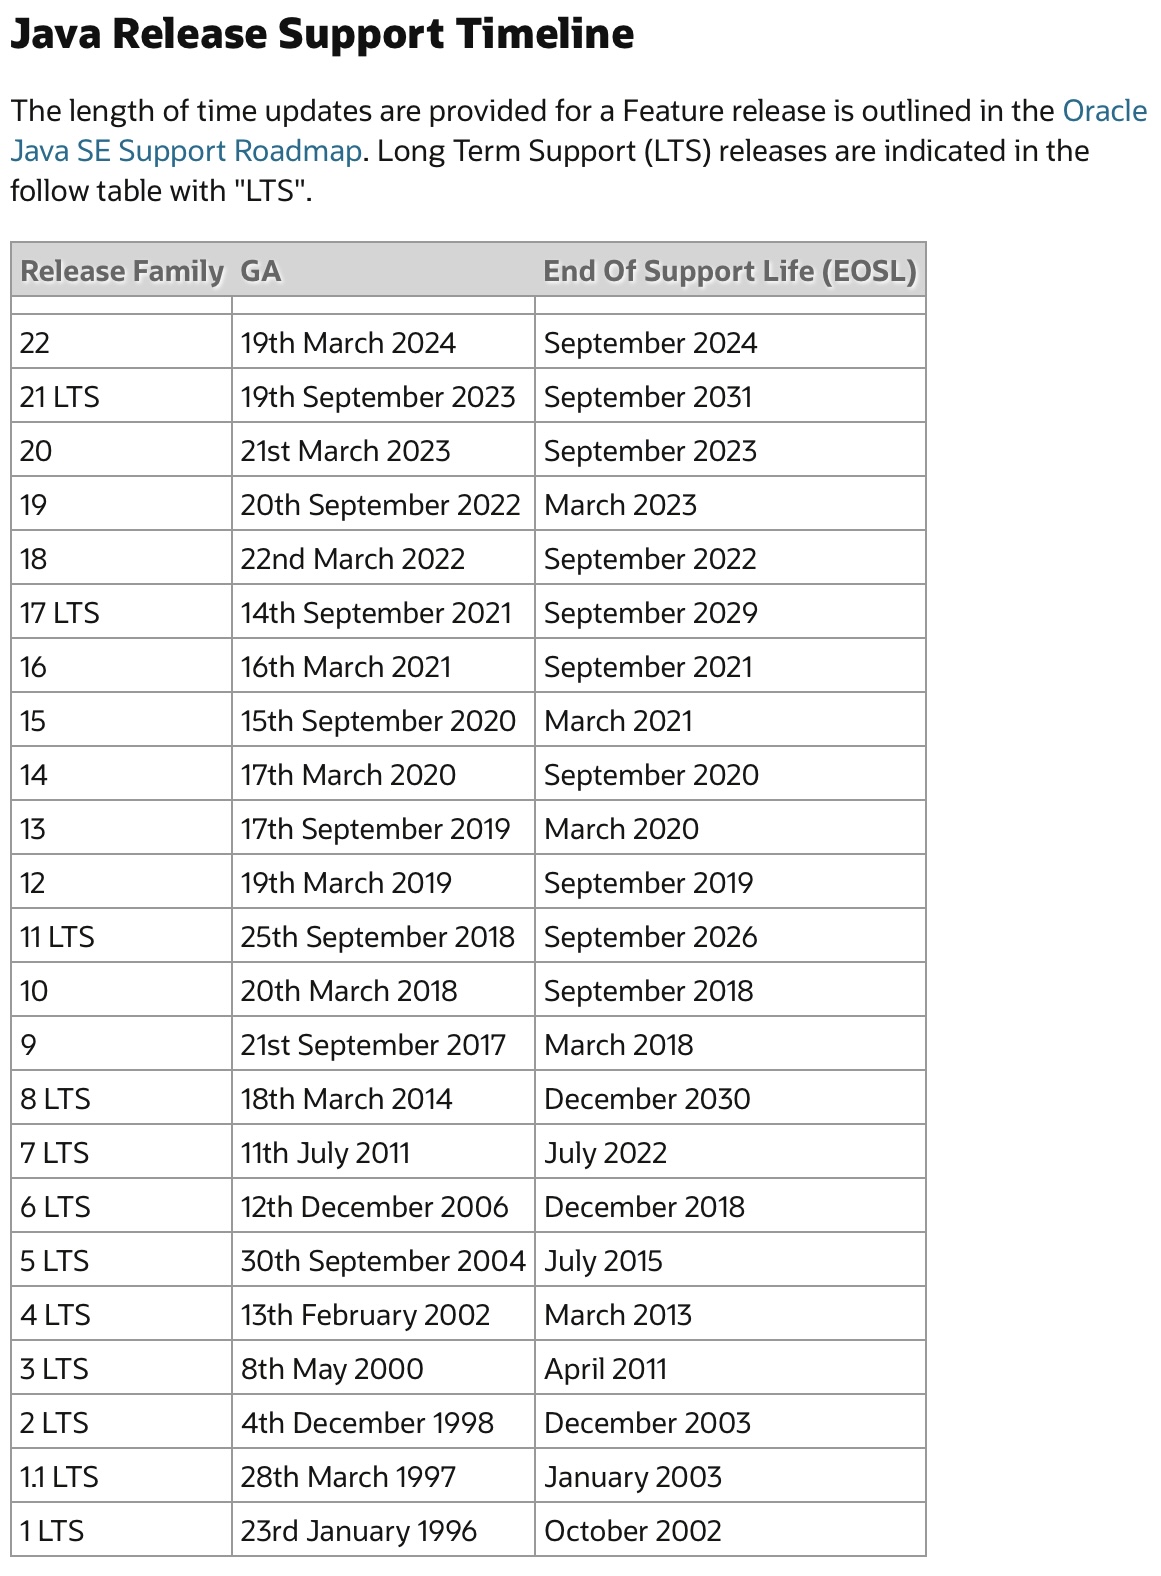 Java Release Support Timeline
The length of time updates are provided for a Feature release is outlined in the Oracle
Java SE Support Roadmap. Long Term Support (LTS) releases are indicated in the
follow table with "LTS".
Release Family GA End Of Support Life (EOSL)
22 19th March 2024 September 2024
21 LTS 19th September 2023 September 2031
20 21st March 2023 September 2023
19 20th September 2022 March 2023
18 22nd March 2022 September 2022
17 LTS 14th September 2021 September 2029
16 16th March 2021 September 2021
15 15th September 2020 March 2021
14 17th March 2020 September 2020
13 17th September 2019 March 2020
12 19th March 2019 September 2019
11 LTS 25th September 2018 September 2026
10 20th March 2018 September 2018
9 21st September 2017 March 2018
8 LTS 18th March 2014 December 2030
7 LTS 11th July 2011 July 2022
6 LTS 12th December 2006 December 2018
5 LTS 30th September 2004 July 2015
4 LTS 13th February 2002 March 2013
3 LTS 8th May 2000 April 2011
2 LTS 4th December 1998 December 2003
1.1 LTS 28th March 1997 January 2003
1 LTS 23rd January 1996 October 2002